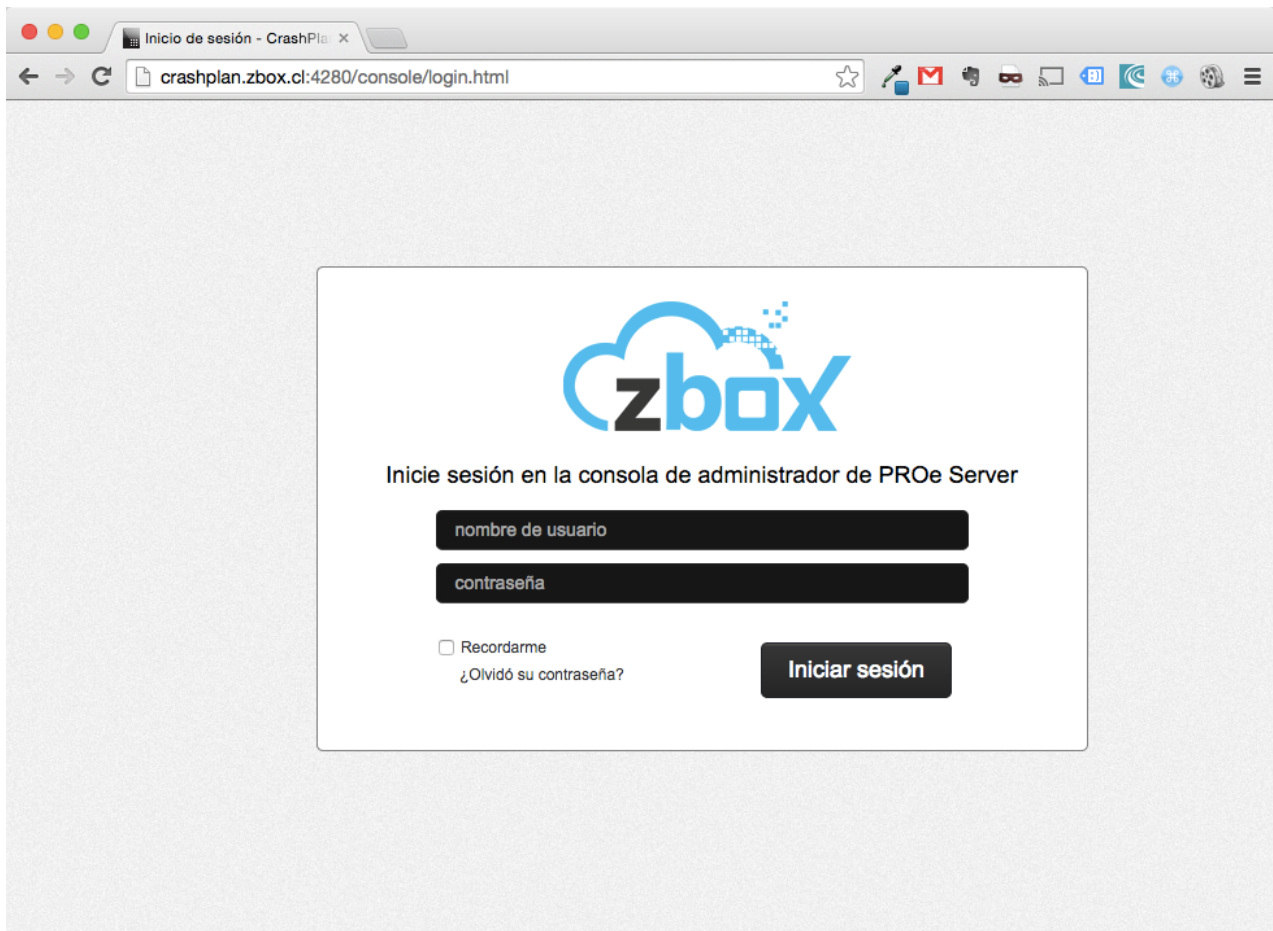 Inicio de sesión - CrashPla
crashplan.zbox.cl:4280/console/login.html
zbox
Inicie sesión en la consola de administrador de PROe Server
nombre de usuario
contraseña
Recordarme
¿Olvidó su contraseña?
Iniciar sesión